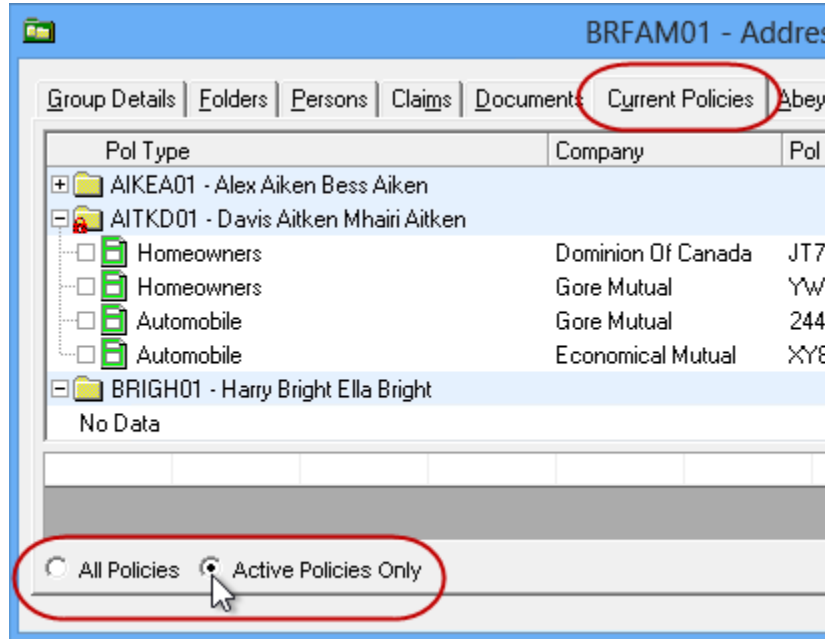 BRFAM01 - Addres
Group Details Folders Persons Claims Documents Current Policies Abey
Pol Type Company Pol
AIKEA01 - Alex Aiken Bess Aiken
AITKD01 - Davis Aitken Mhairi Aitken
Homeowners Dominion Of Canada JT7
Homeowners Gore Mutual YW
Automobile Gore Mutual 244
Automobile Economical Mutual XY8
BRIGH01 - Harry Bright Ella Bright
No Data
All Policies Active Policies Only